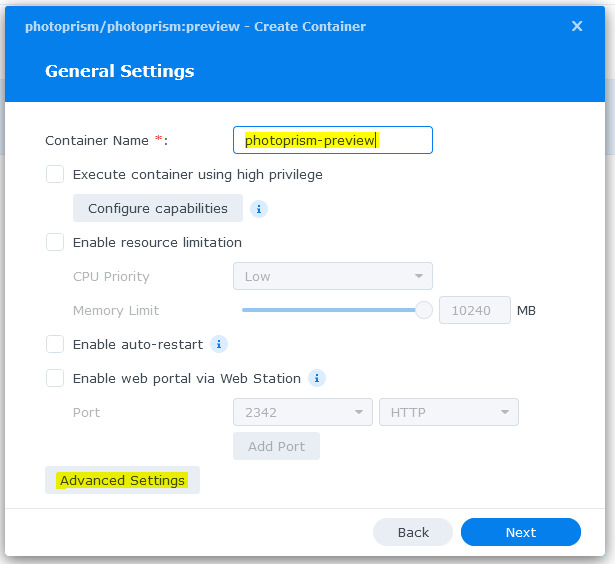 photoprism/photoprism:preview - Create Container
General Settings
Container Name *: photoprism-preview
Execute container using high privilege
Configure capabilities i
Enable resource limitation
CPU Priority Low
Memory Limit 10240 MB
Enable auto-restart i
Enable web portal via Web Station i
Port 2342 HTTP
Add Port
Advanced Settings
Back Next